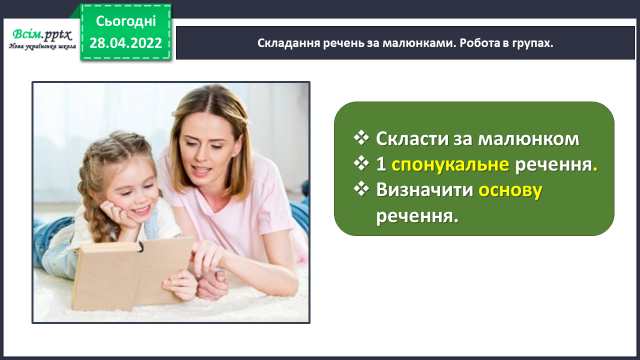 Всім.pptx
Нова українська школа
Сьогодні
28.04.2022
Складання речень за малюнками. Робота в групах.
❖ Скласти за малюнком
❖ 1 спонукальне речення.
❖ Визначити основу
речення.